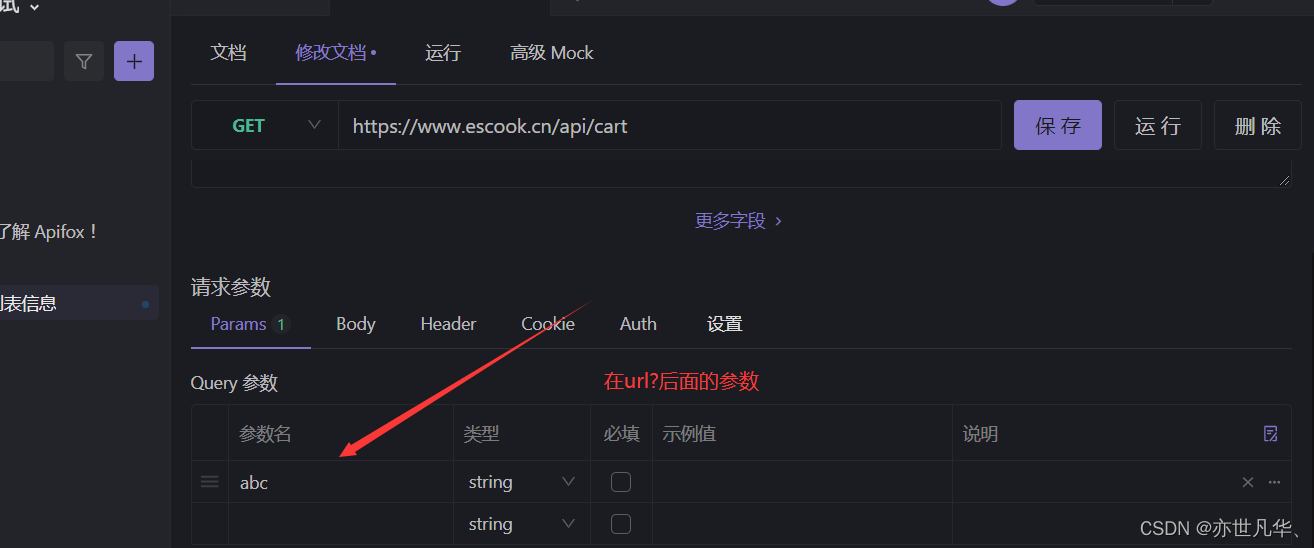 试
文档 修改文档 运行 高级 Mock
GET https://www.escook.cn/api/cart 保 存 运 行 删 除
更多字段
了解 Apifox！
请求参数
列表信息
Params 1 Body Header Cookie Auth 设置
Query 参数 在url?后面的参数
参数名 类型 必填 示例值 说明
abc string
string
CSDN @亦世凡华、